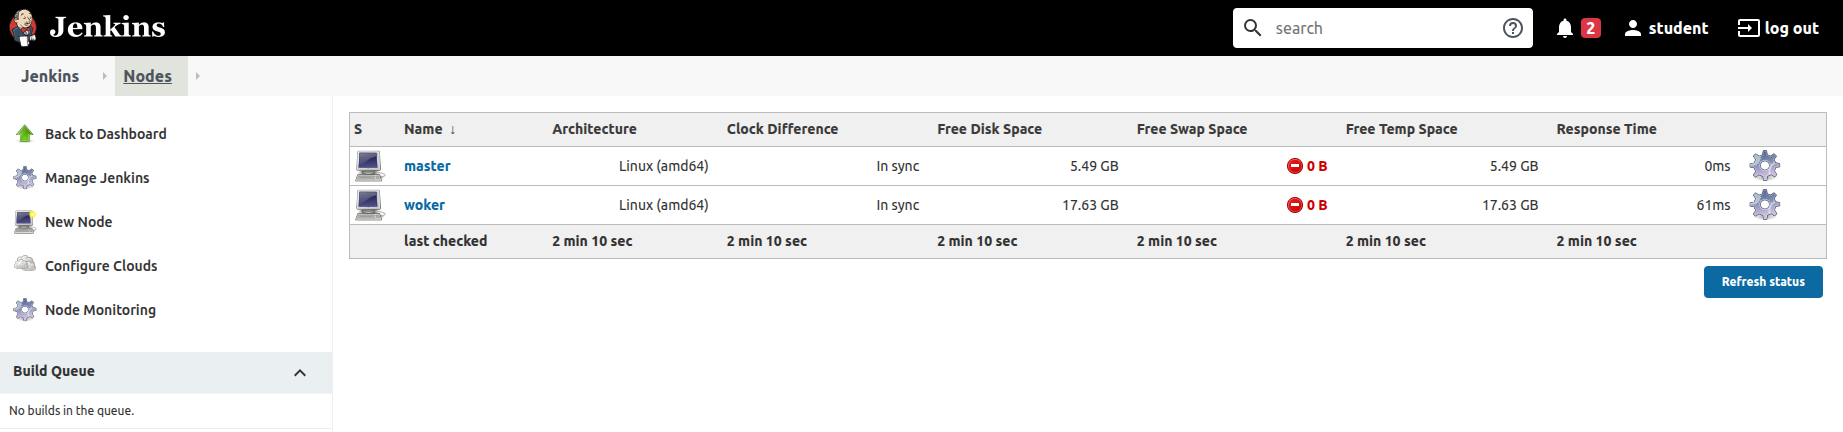 Jenkins
search
2
student
log out
Jenkins
Nodes
Back to Dashboard
Manage Jenkins
New Node
Configure Clouds
Node Monitoring
Build Queue
No builds in the queue.
S Name ↓ Architecture Clock Difference Free Disk Space Free Swap Space Free Temp Space Response Time
master Linux (amd64) In sync 5.49 GB 0 B 5.49 GB 0ms
woker Linux (amd64) In sync 17.63 GB 0 B 17.63 GB 61ms
last checked 2 min 10 sec 2 min 10 sec 2 min 10 sec 2 min 10 sec 2 min 10 sec 2 min 10 sec
Refresh status